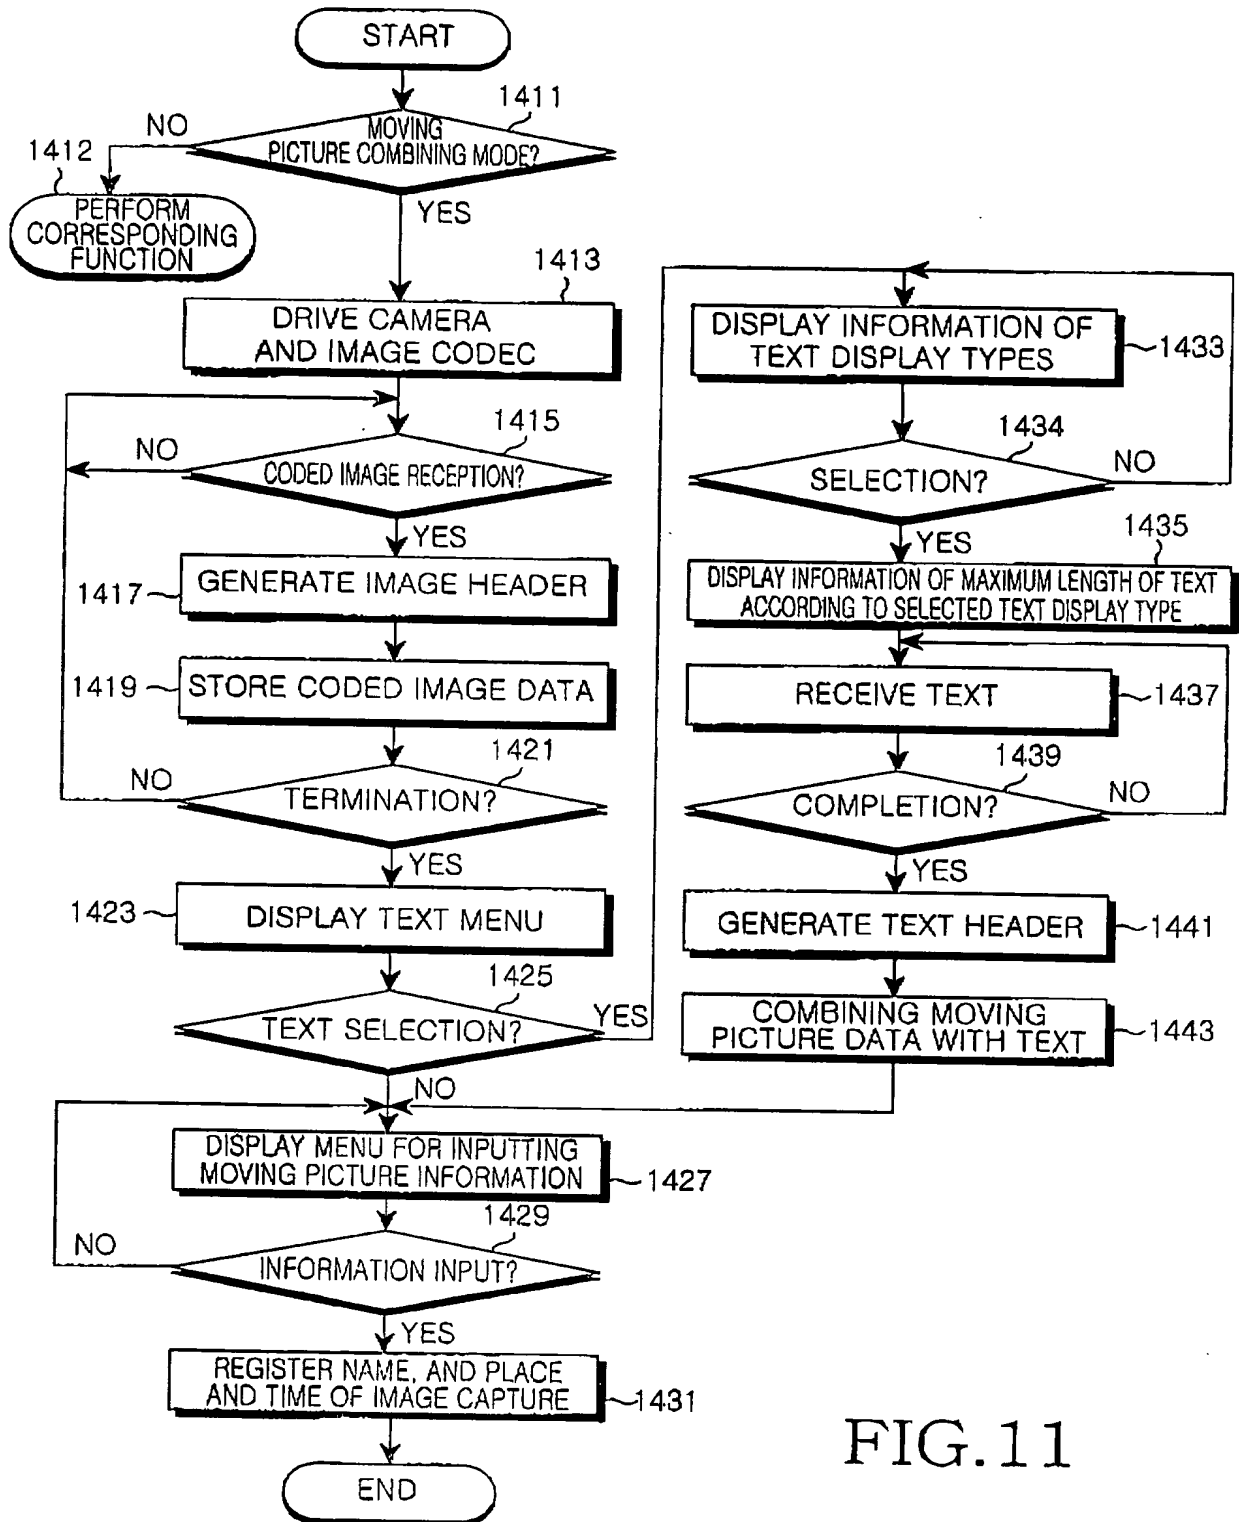 START
1411
NO
MOVING
PICTURE COMBINING MODE?
1412
YES
PERFORM
CORRESPONDING
FUNCTION
1413
DRIVE CAMERA
AND IMAGE CODEC
1415
NO
CODED IMAGE RECEPTION?
YES
1417
GENERATE IMAGE HEADER
1419
STORE CODED IMAGE DATA
1421
NO
TERMINATION?
YES
1423
DISPLAY TEXT MENU
1425
TEXT SELECTION?
YES
NO
DISPLAY MENU FOR INPUTTING
MOVING PICTURE INFORMATION
1427
1429
NO
INFORMATION INPUT?
YES
REGISTER NAME, AND PLACE
AND TIME OF IMAGE CAPTURE
1431
END
DISPLAY INFORMATION OF
TEXT DISPLAY TYPES
1433
1434
SELECTION?
NO
YES
1435
DISPLAY INFORMATION OF MAXIMUM LENGTH OF TEXT
ACCORDING TO SELECTED TEXT DISPLAY TYPE
RECEIVE TEXT
1437
1439
COMPLETION?
NO
YES
GENERATE TEXT HEADER
1441
COMBINING MOVING
PICTURE DATA WITH TEXT
1443
FIG.11